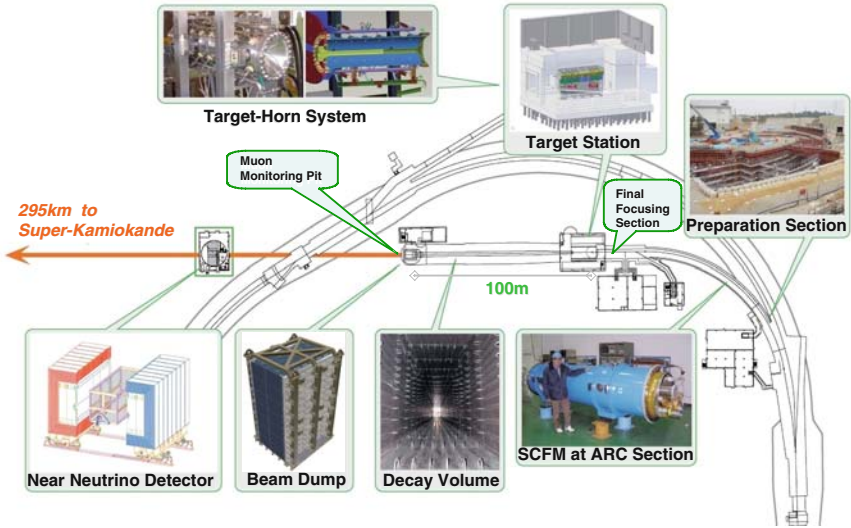 Target-Horn System
Target Station
Muon
Monitoring Pit
Final
Focusing
Section
Preparation Section
295km to
Super-Kamiokande
100m
Near Neutrino Detector
Beam Dump
Decay Volume
SCFM at ARC Section